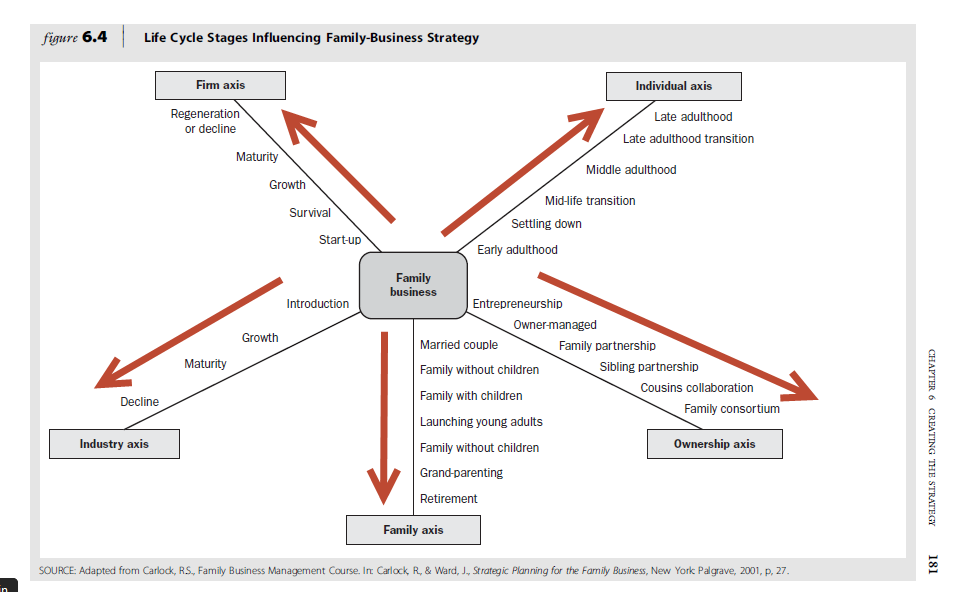 figure 6.4 Life Cycle Stages Influencing Family-Business Strategy
Firm axis
Regeneration
or decline
Maturity
Growth
Survival
Start-up
Individual axis
Late adulthood
Late adulthood transition
Middle adulthood
Mid-life transition
Settling down
Early adulthood
Family
business
Introduction
Growth
Maturity
Decline
Industry axis
Married couple
Family without children
Family with children
Launching young adults
Family without children
Grand-parenting
Retirement
Family axis
Entrepreneurship
Owner-managed
Family partnership
Sibling partnership
Cousins collaboration
Family consortium
Ownership axis
SOURCE: Adapted from Carlock, R.S., Family Business Management Course. In: Carlock, R., & Ward, J., Strategic Planning for the Family Business, New York: Palgrave, 2001, p, 27.
CHAPTER 6 CREATING THE STRATEGY 181